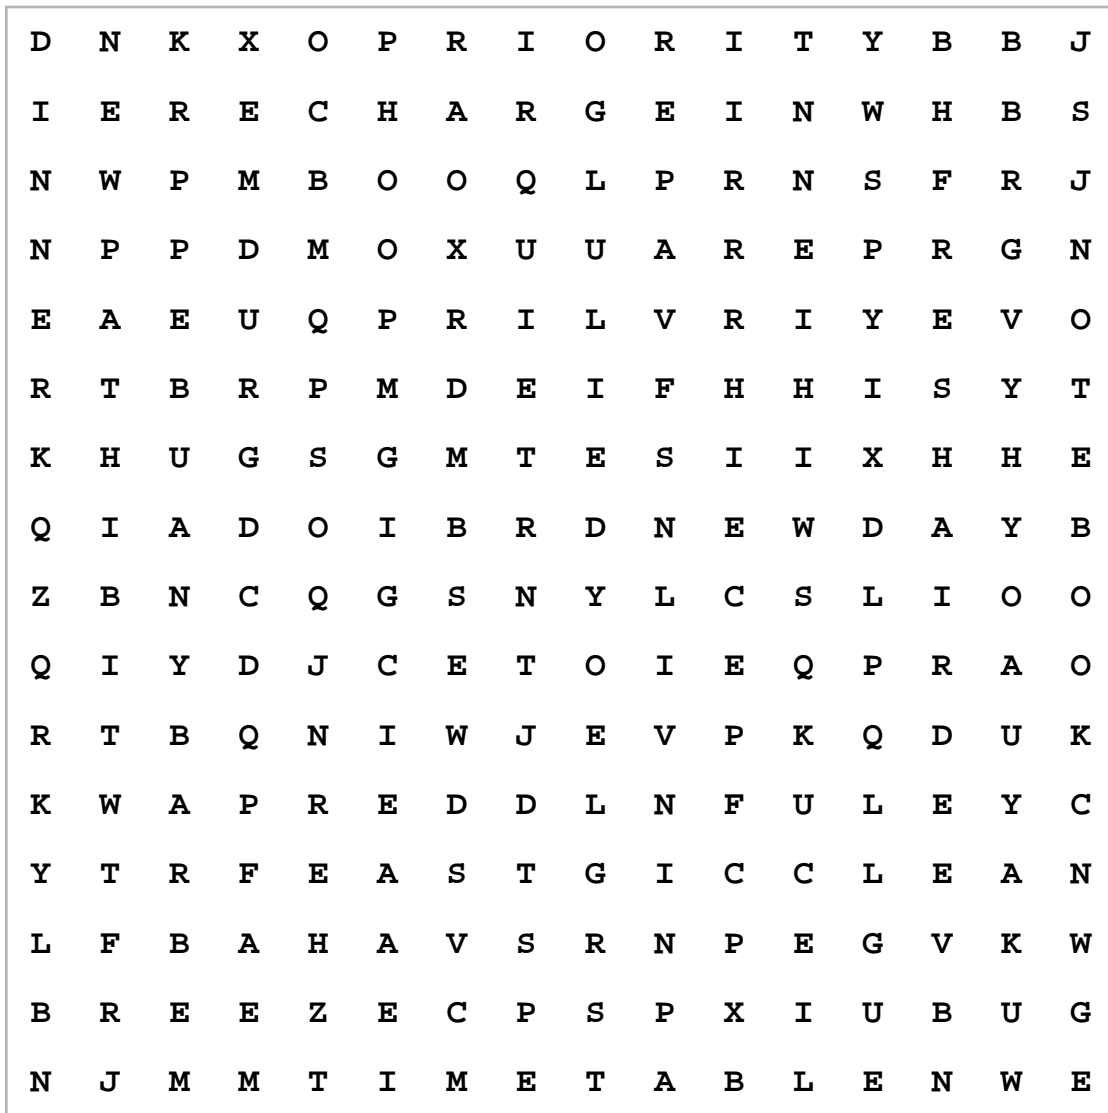 D N K X O P R I O R I T Y B B J
I E R E C H A R G E I N W H B S
N W P M B O O Q L P R N S F R J
N P P D M O X U U A R E P R G N
E A E U Q P R I L V R I Y E V O
R T B R P M D E I F H H I S Y T
K H U G S G M T E S I I X H H E
Q I A D O I B R D N E W D A Y B
Z B N C Q G S N Y L C S L I O O
Q I Y D J C E T O I E Q P R A O
R T B Q N I W J E V P K Q D U K
K W A P R E D D L N F U L E Y C
Y T R F E A S T G I C C L E A N
L F B A H A V S R N P E G V K W
B R E E Z E C P S P X I U B U G
N J M M T I M E T A B L E N W E